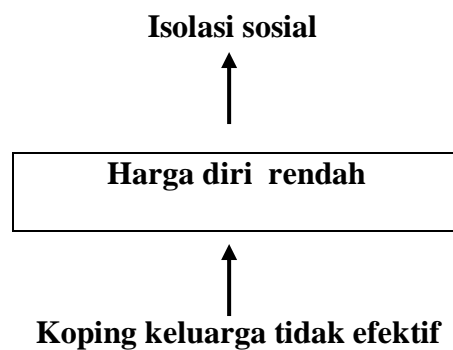 Isolasi sosial
Harga diri rendah
Koping keluarga tidak efektif